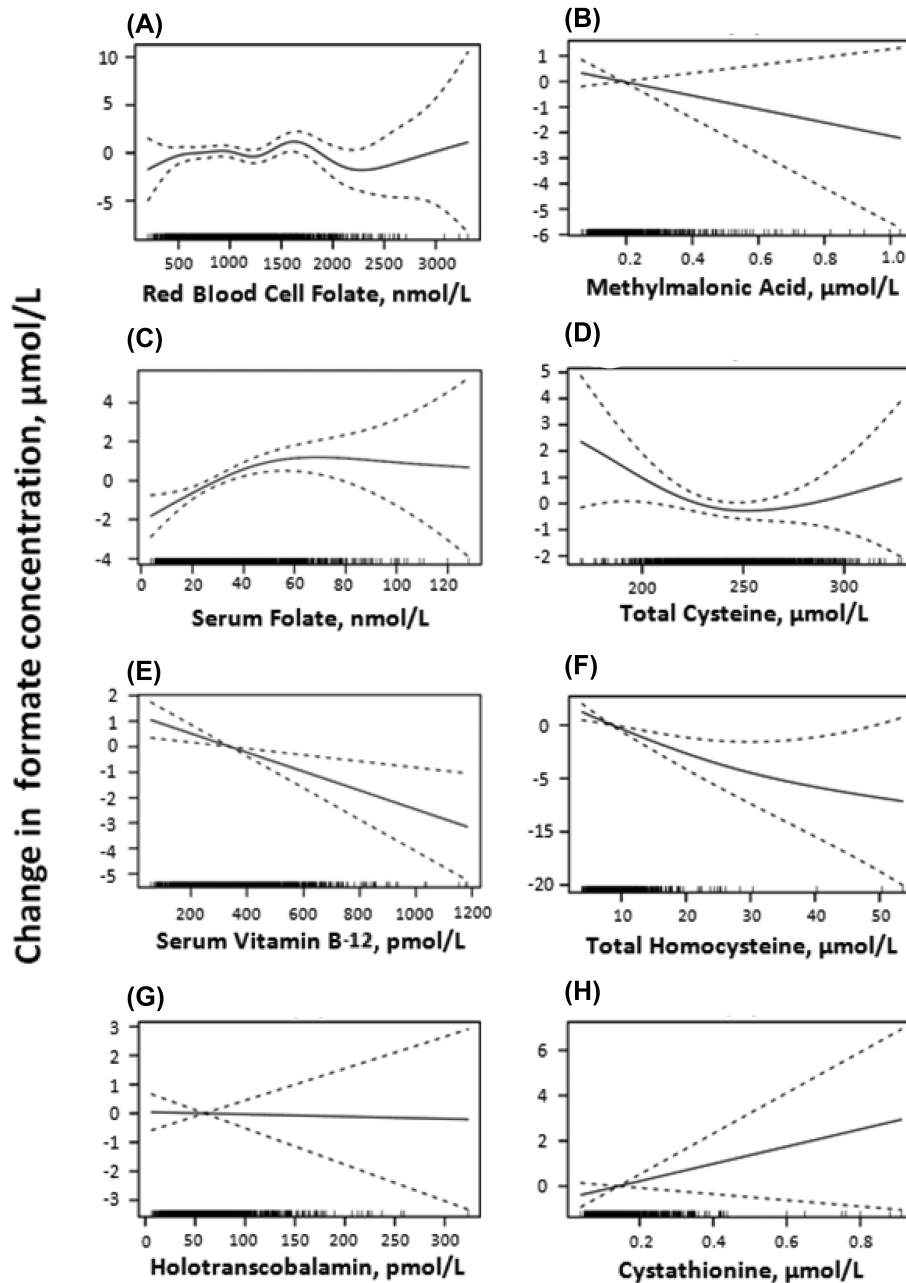 Change in formate concentration, µmol/L
(A)
10
5
0
-5
500 1000 1500 2000 2500 3000
Red Blood Cell Folate, nmol/L
(B)
1
0
-1
-2
-3
-4
-5
-6
0.2 0.4 0.6 0.8 1.0
Methylmalonic Acid, µmol/L
(C)
4
2
0
-2
-4
0 20 40 60 80 100 120
Serum Folate, nmol/L
(D)
5
4
3
2
1
0
-1
-2
200 250 300
Total Cysteine, µmol/L
(E)
2
1
0
-1
-2
-3
-4
-5
200 400 600 800 1000 1200
Serum Vitamin B-12, pmol/L
(F)
0
-5
-15
-20
10 20 30 40 50
Total Homocysteine, µmol/L
(G)
3
2
1
0
-1
-2
-3
0 50 100 150 200 250 300
Holotranscobalamin, pmol/L
(H)
6
4
2
0
0.2 0.4 0.6 0.8
Cystathionine, µmol/L